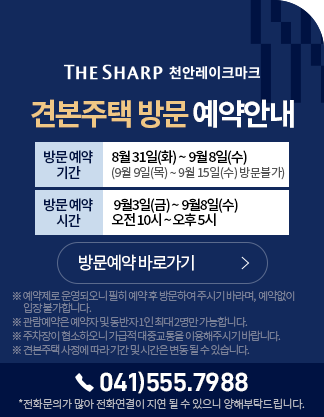 THE SHARP 천안레이크마크
견본주택 방문 예약안내
방문 예약 기간
8월 31일(화) ~ 9월 8일(수)
(9월 9일(목) ~ 9월 15일(수) 방문불가)
방문 예약 시간
9월3일(금) ~ 9월8일(수)
오전 10시 ~ 오후 5시
방문예약 바로가기
※ 예약제로 운영되오니 필히 예약 후 방문하여 주시기 바라며, 예약없이
입장 불가합니다.
※ 관람예약은 예약자 및 동반자 1인 최대 2명만 가능합니다.
※ 주차장이 협소하오니 가급적 대중교통을 이용해주시기 바랍니다.
※ 견본주택 사정에 따라 기간 및 시간은 변동 될 수 있습니다.
041)555.7988
*전화문의가 많아 전화연결이 지연 될 수 있으니 양해부탁드립니다.